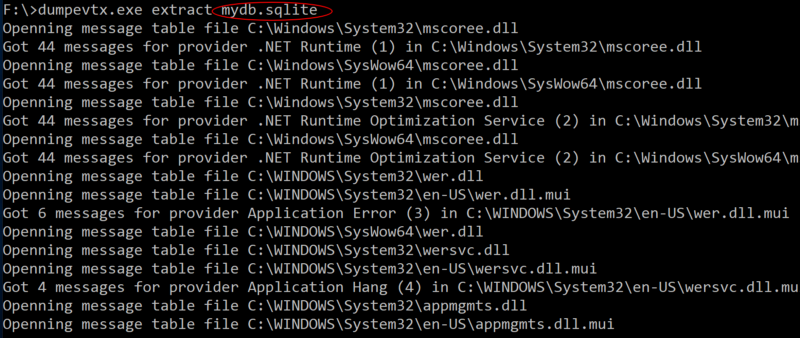 F:\>dumpevtx.exe extract mydb.sqlite
Openning message table file C:\Windows\System32\mscoree.dll
Got 44 messages for provider .NET Runtime (1) in C:\Windows\System32\mscoree.dll
Openning message table file C:\Windows\SysWow64\mscoree.dll
Got 44 messages for provider .NET Runtime (1) in C:\Windows\SysWow64\mscoree.dll
Openning message table file C:\Windows\System32\mscoree.dll
Got 44 messages for provider .NET Runtime Optimization Service (2) in C:\Windows\System32\m
Openning message table file C:\Windows\SysWow64\mscoree.dll
Got 44 messages for provider .NET Runtime Optimization Service (2) in C:\Windows\SysWow64\m
Openning message table file C:\WINDOWS\System32\wer.dll
Openning message table file C:\WINDOWS\System32\en-US\wer.dll.mui
Got 6 messages for provider Application Error (3) in C:\WINDOWS\System32\en-US\wer.dll.mui
Openning message table file C:\WINDOWS\SysWow64\wer.dll
Openning message table file C:\WINDOWS\System32\wersvc.dll
Openning message table file C:\WINDOWS\System32\en-US\wersvc.dll.mui
Got 4 messages for provider Application Hang (4) in C:\WINDOWS\System32\en-US\wersvc.dll.mu
Openning message table file C:\WINDOWS\System32\appmgmts.dll
Openning message table file C:\WINDOWS\System32\en-US\appmgmts.dll.mui